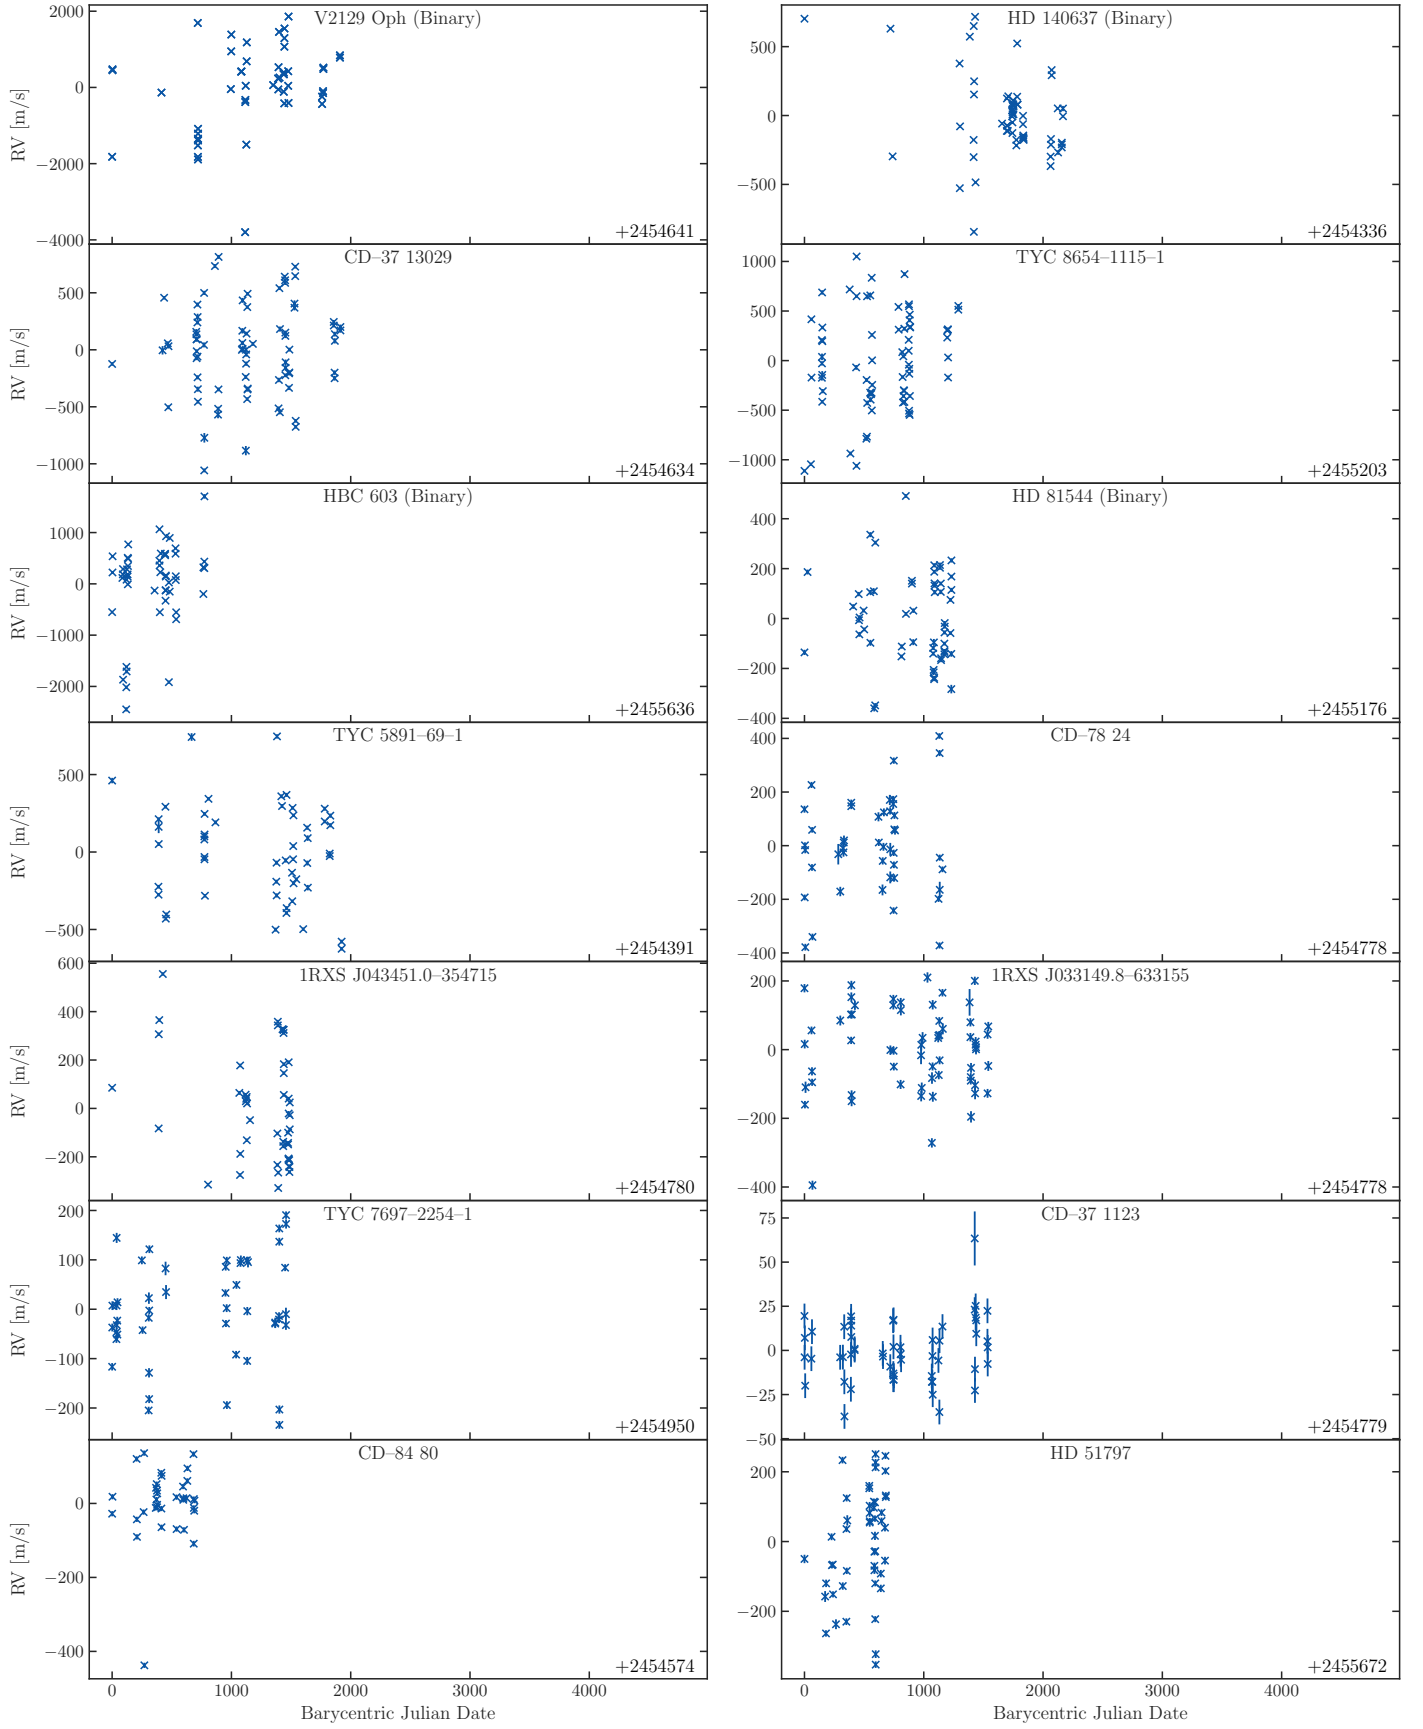 V2129 Oph (Binary)
RV [m/s]
2000
0
−2000
−4000
+2454641
HD 140637 (Binary)
500
0
−500
+2454336
CD–37 13029
RV [m/s]
500
0
−500
−1000
+2454634
TYC 8654–1115–1
1000
500
0
−500
−1000
+2455203
HBC 603 (Binary)
RV [m/s]
1000
0
−1000
−2000
+2455636
HD 81544 (Binary)
400
200
0
−200
−400
+2455176
TYC 5891–69–1
RV [m/s]
500
0
−500
+2454391
CD–78 24
400
200
0
−200
−400
+2454778
1RXS J043451.0–354715
RV [m/s]
600
400
200
0
−200
+2454780
1RXS J033149.8–633155
200
0
−200
−400
+2454778
TYC 7697–2254–1
RV [m/s]
200
100
0
−100
−200
+2454950
CD–37 1123
75
50
25
0
−25
−50
+2454779
CD–84 80
RV [m/s]
0
−200
−400
+2454574
0 1000 2000 3000 4000
Barycentric Julian Date
HD 51797
200
0
−200
+2455672
0 1000 2000 3000 4000
Barycentric Julian Date